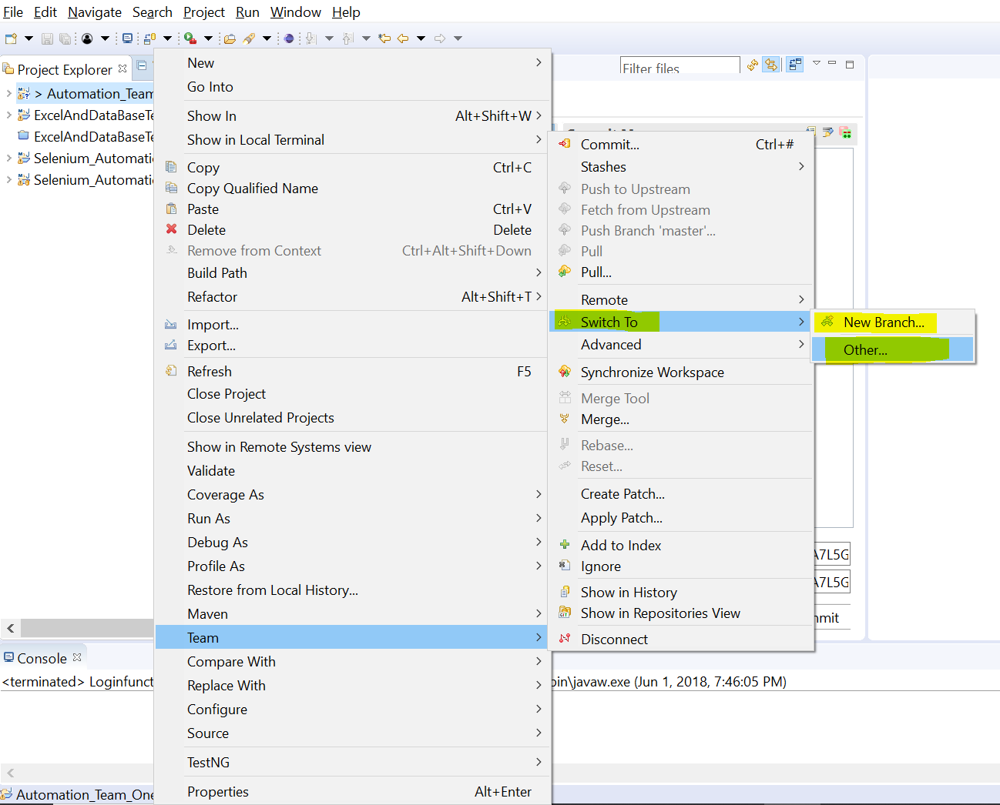 File Edit Navigate Search Project Run Window Help
Project Explorer
Filter files
> Automation_Team
ExcelAndDataBaseTe
ExcelAndDataBaseTe
Selenium_Automati
Selenium_Automati
New
Go Into
Show In Alt+Shift+W
Show in Local Terminal
Copy Ctrl+C
Copy Qualified Name
Paste Ctrl+V
Delete Delete
Remove from Context Ctrl+Alt+Shift+Down
Build Path
Refactor Alt+Shift+T
Import...
Export...
Refresh F5
Close Project
Close Unrelated Projects
Show in Remote Systems view
Validate
Coverage As
Run As
Debug As
Profile As
Restore from Local History...
Maven
Team
Compare With
Replace With
Configure
Source
TestNG
Properties Alt+Enter
Commit... Ctrl+#
Stashes
Push to Upstream
Fetch from Upstream
Push Branch 'master'...
Pull
Pull...
Remote
Switch To
Advanced
Synchronize Workspace
Merge Tool
Merge...
Rebase...
Reset...
Create Patch...
Apply Patch...
Add to Index
Ignore
Show in History
Show in Repositories View
Disconnect
New Branch...
Other...
A7L5G
A7L5G
mit
Console
<terminated> Loginfunct
bin\javaw.exe (Jun 1, 2018, 7:46:05 PM)
Automation_Team_One